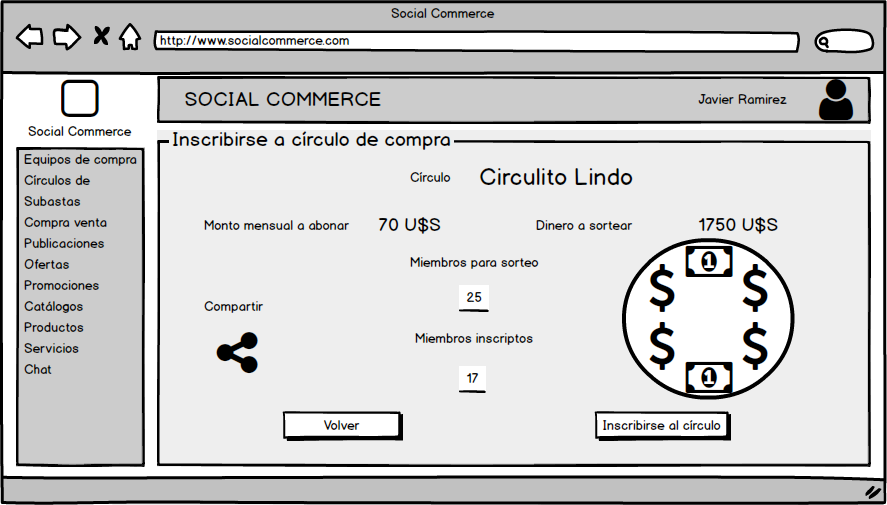 Social Commerce
http://www.socialcommerce.com
Social Commerce
SOCIAL COMMERCE
Javier Ramirez
Equipos de compra
Círculos de
Subastas
Compra venta
Publicaciones
Ofertas
Promociones
Catálogos
Productos
Servicios
Chat
Inscribirse a círculo de compra
Círculo Circulito Lindo
Monto mensual a abonar 70 U$S Dinero a sortear 1750 U$S
Miembros para sorteo
25
Compartir
Miembros inscriptos
17
1
$ $
$ $
1
Volver
Inscribirse al círculo